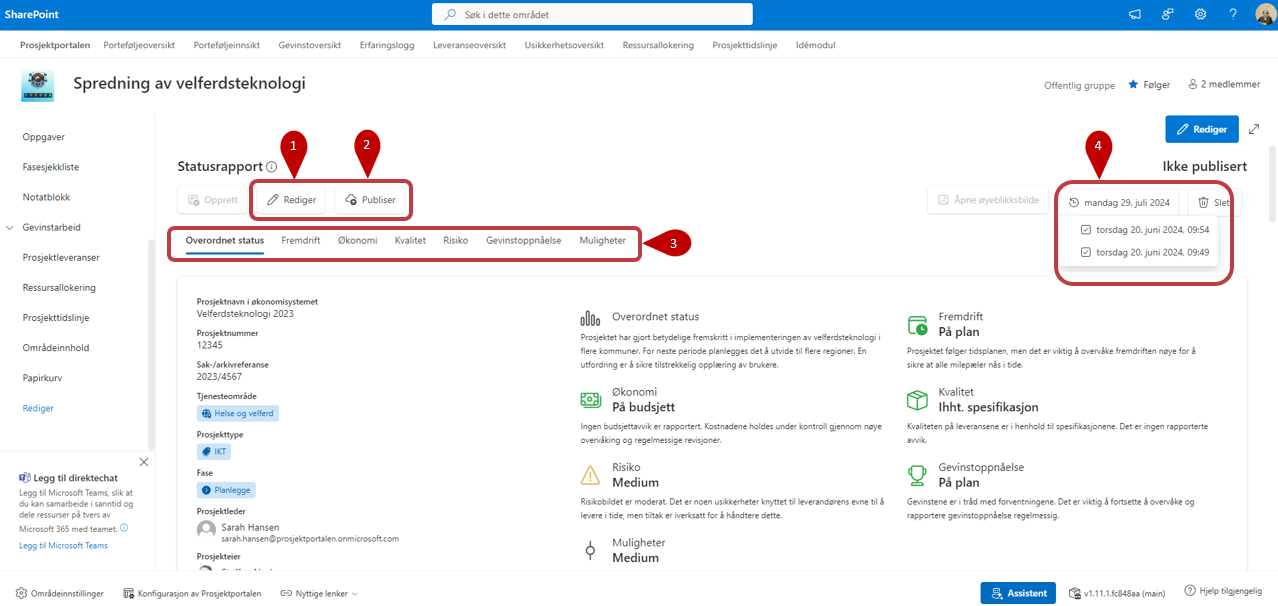 SharePoint
Søk i dette området
Prosjektportalen Porteføljeoversikt Porteføljeinnsikt Gevinstoversikt Erfaringslogg Leveranseoversikt Usikkerhetsoversikt Ressursallokering Prosjekttidslinje Idémodul
Spredning av velferdsteknologi
Offentlig gruppe Følger 2 medlemmer
Oppgaver
Fasesjekkliste
Notatblokk
Gevinstarbeid
Prosjektleveranser
Ressursallokering
Prosjekttidslinje
Områdeinnhold
Papirkurv
Rediger
Legg til direktechat
Legg til Microsoft Teams, slik at
du kan samarbeide i sanntid og
dele ressurser på tvers av
Microsoft 365 med teamet.
Legg til Microsoft Teams
Rediger
1
2
4
Statusrapport
Ikke publisert
Opprett Rediger Publiser
Åpne øyeblikksbilde mandag 29. juli 2024 Slet
torsdag 20. juni 2024, 09:54
torsdag 20. juni 2024, 09:49
Overordnet status Fremdrift Økonomi Kvalitet Risiko Gevinstoppnåelse Muligheter
3
Prosjektnavn i økonomisystemet
Velferdsteknologi 2023
Prosjektnummer
12345
Sak-/arkivreferanse
2023/4567
Tjenesteområde
Helse og velferd
Prosjekttype
IKT
Fase
Planlegge
Prosjektleder
Sarah Hansen
sarah.hansen@prosjektportalen.onmicrosoft.com
Prosjekteier
Overordnet status
Prosjektet har gjort betydelige fremskritt i implementeringen av velferdsteknologi i
flere kommuner. For neste periode planlegges det å utvide til flere regioner. En
utfordring er å sikre tilstrekkelig opplæring av brukere.
Fremdrift
På plan
Prosjektet følger tidsplanen, men det er viktig å overvåke fremdriften nøye for å
sikre at alle milepæler nås i tide.
Økonomi
På budsjett
Ingen budsjettavvik er rapportert. Kostnadene holdes under kontroll gjennom nøye
overvåking og regelmessige revisjoner.
Kvalitet
Ihht. spesifikasjon
Kvaliteten på leveransene er i henhold til spesifikasjonene. Det er ingen rapporterte
avvik.
Risiko
Medium
Risikobildet er moderat. Det er noen usikkerheter knyttet til leverandørens evne til å
levere i tide, men tiltak er iverksatt for å håndtere dette.
Gevinstoppnåelse
På plan
Gevinstene er i tråd med forventningene. Det er viktig å fortsette å overvåke og
rapportere gevinstoppnåelse regelmessig.
Muligheter
Medium
Områdeinnstillinger Konfigurasjon av Prosjektportalen Nyttige lenker
Assistent v1.11.1.fc848aa (main) Hjelp tilgjengelig